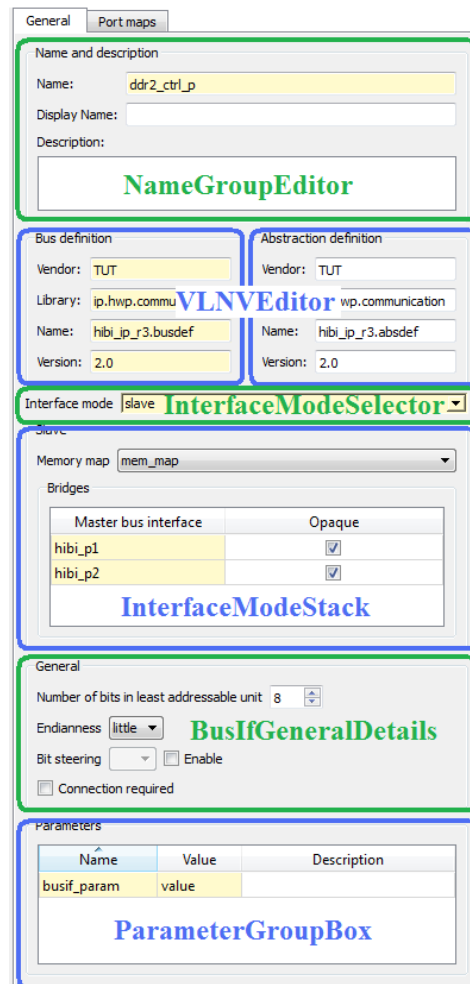 General Port maps
Name and description
Name: ddr2_ctrl_p
Display Name:
Description:
NameGroupEditor
Bus definition Abstraction definition
Vendor: TUT Vendor: TUT
Library: ip.hwp.commu VLNVEditor wp.communication
Name: hibi_ip_r3.busdef Name: hibi_ip_r3.absdef
Version: 2.0 Version: 2.0
Interface mode slave InterfaceModeSelector
Slave
Memory map mem_map
Bridges
Master bus interface Opaque
hibi_p1
hibi_p2
InterfaceModeStack
General
Number of bits in least addressable unit 8
Endianness little BusIfGeneralDetails
Bit steering Enable
Connection required
Parameters
Name Value Description
busif_param value
ParameterGroupBox